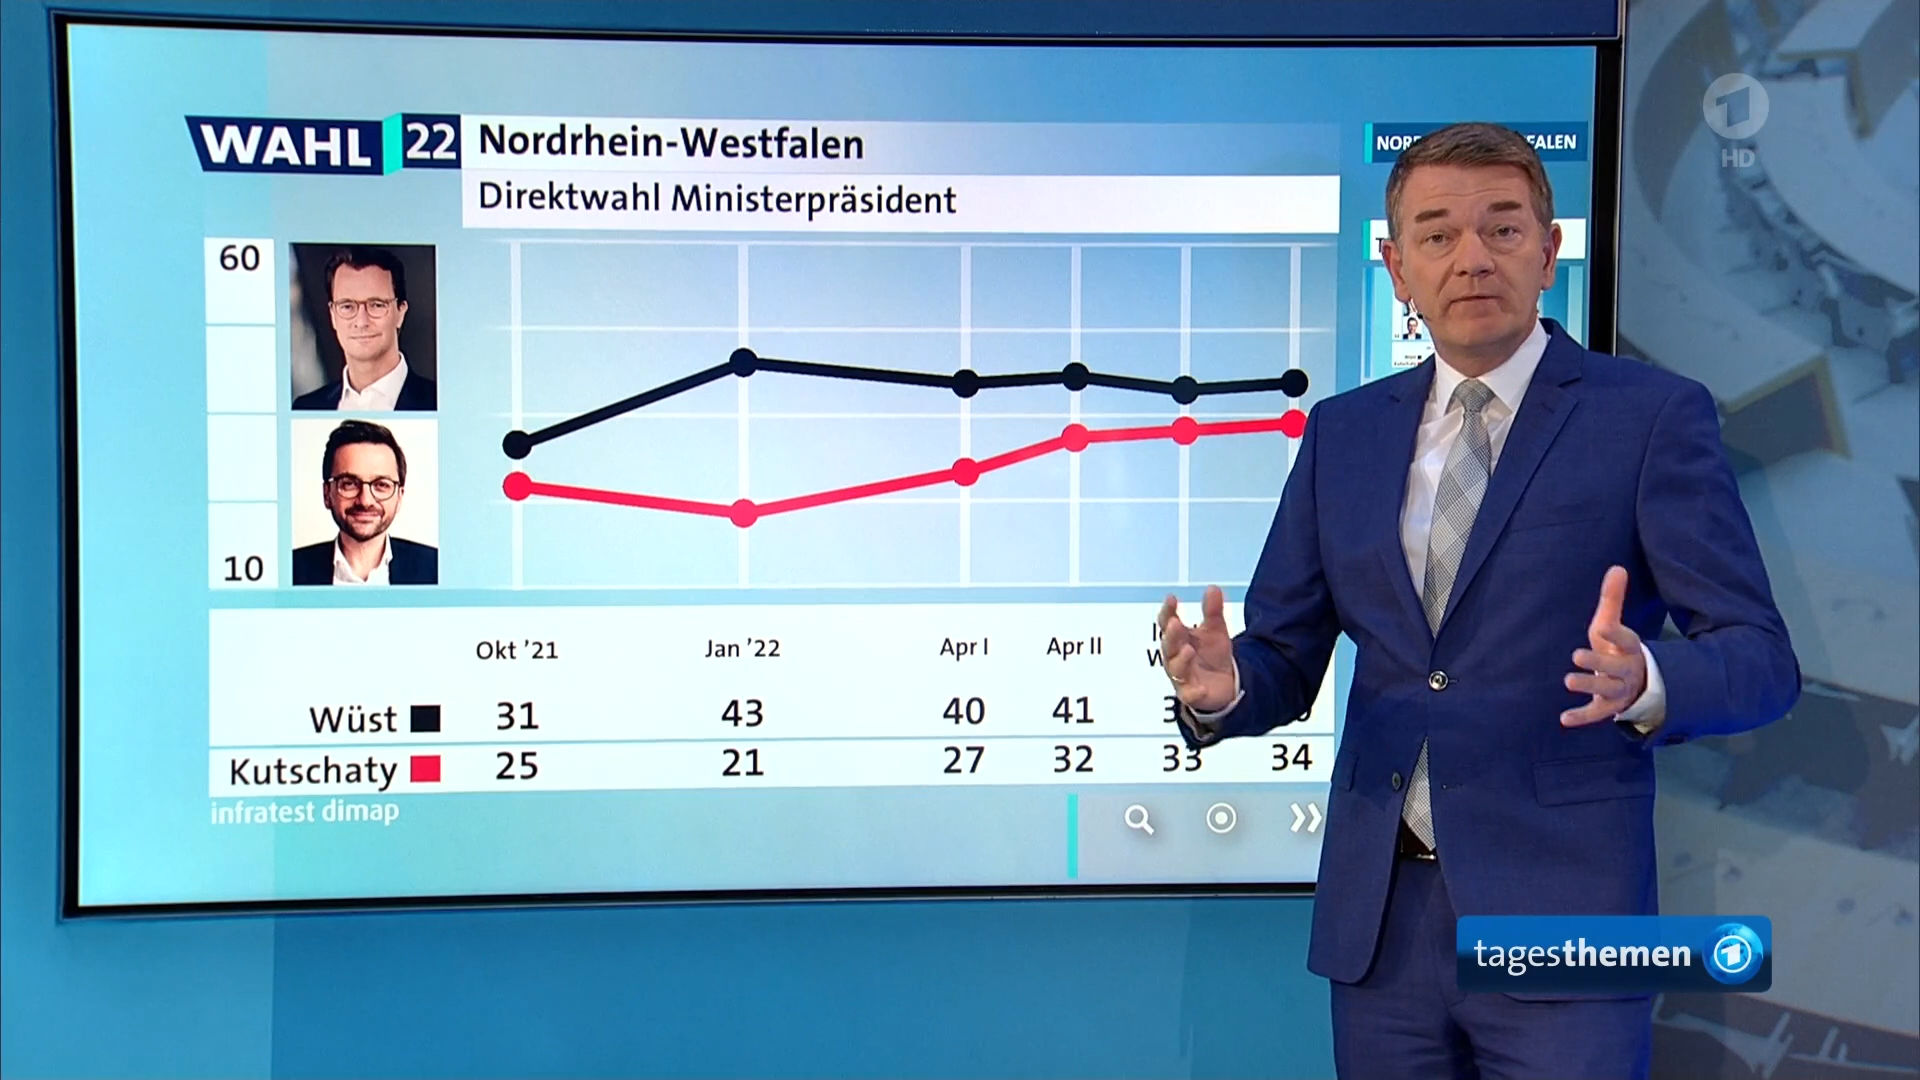 WAHL 22 Nordrhein-Westfalen
Direktwahl Ministerpräsident
60
10
Okt '21 Jan '22 Apr I Apr II
Wüst 31 43 40 41
Kutschaty 25 21 27 32 33 34
infratest dimap
HD
tagesthemen